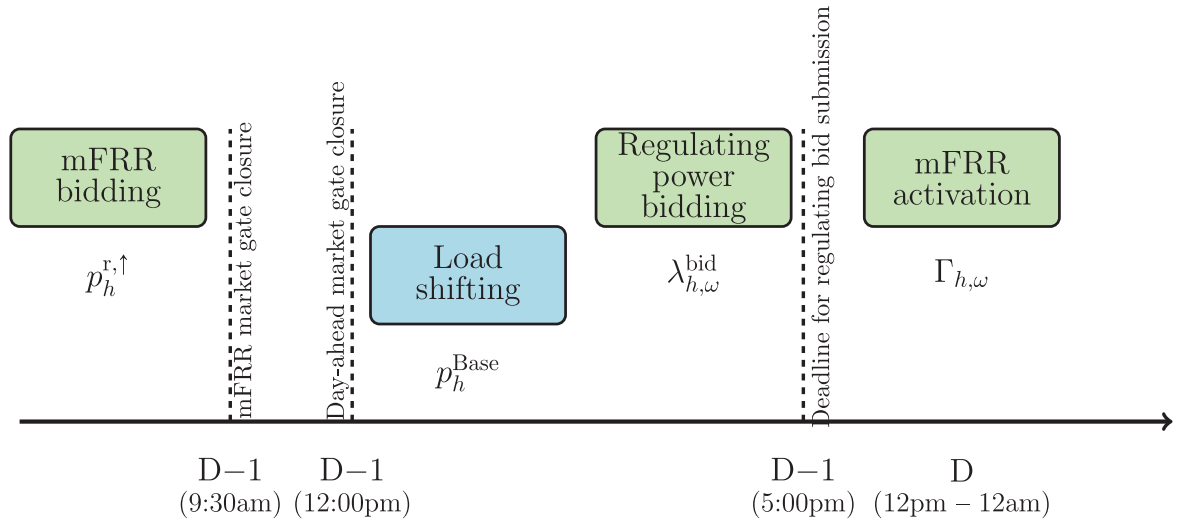 mFRR
bidding
p_h^{r,↑}
mFRR market gate closure
Day-ahead market gate closure
Load
shifting
p_h^{Base}
Regulating
power
bidding
λ_{h,ω}^{bid}
Deadline for regulating bid submission
mFRR
activation
Γ_{h,ω}
D−1
(9:30am)
D−1
(12:00pm)
D−1
(5:00pm)
D
(12pm – 12am)